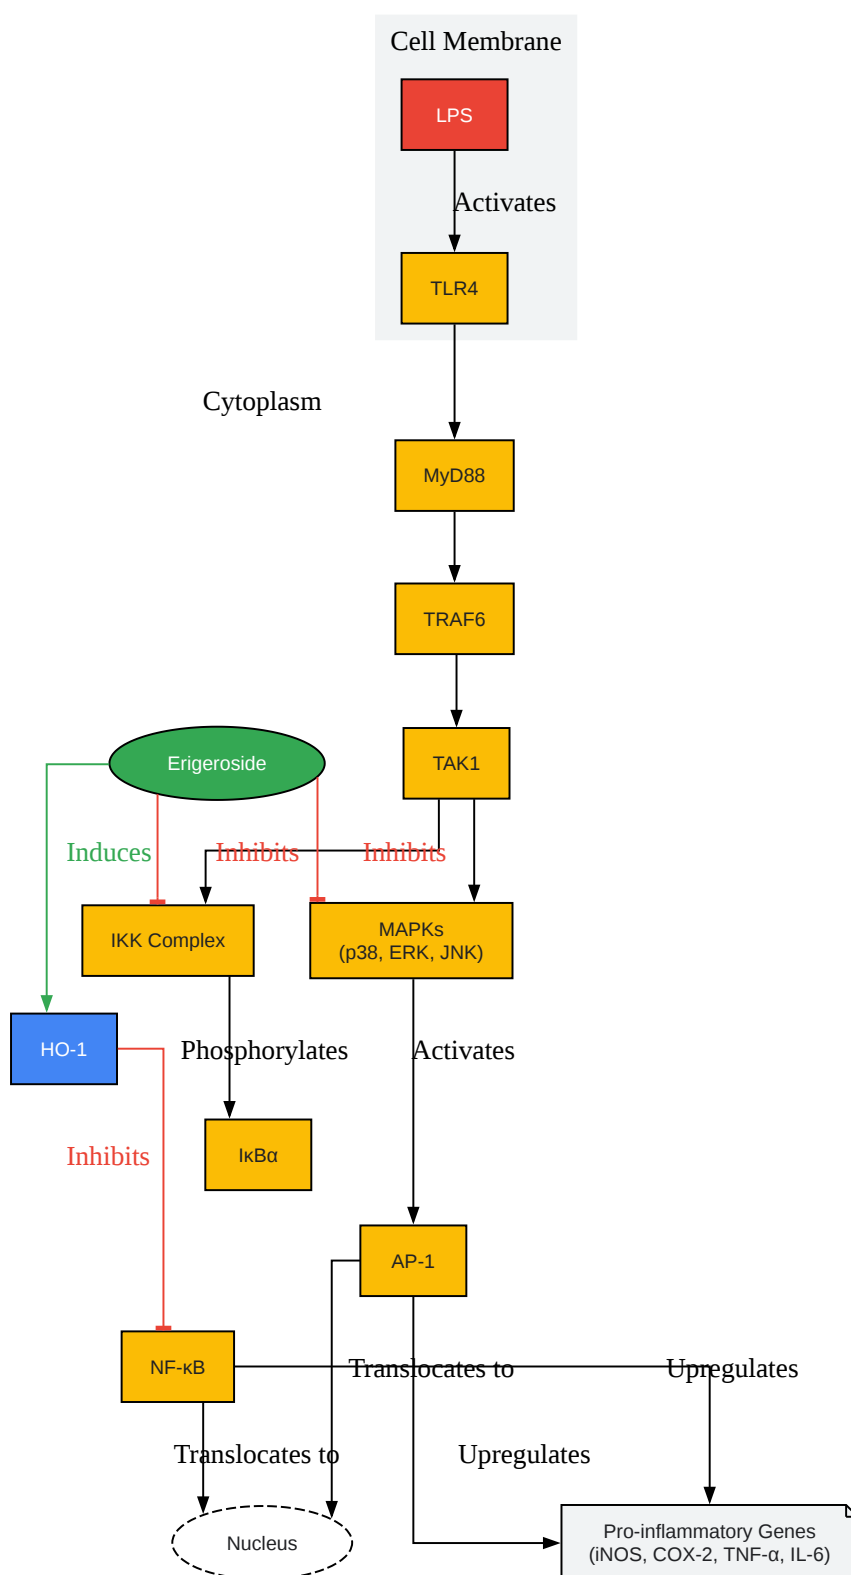 Cell Membrane
LPS
Activates
TLR4
Cytoplasm
MyD88
TRAF6
Erigeroside
TAK1
Induces
Inhibits
Inhibits
IKK Complex
MAPKs
(p38, ERK, JNK)
HO-1
Phosphorylates
Activates
Inhibits
IκBα
AP-1
NF-κB
Translocates to
Upregulates
Translocates to
Upregulates
Nucleus
Pro-inflammatory Genes
(iNOS, COX-2, TNF-α, IL-6)